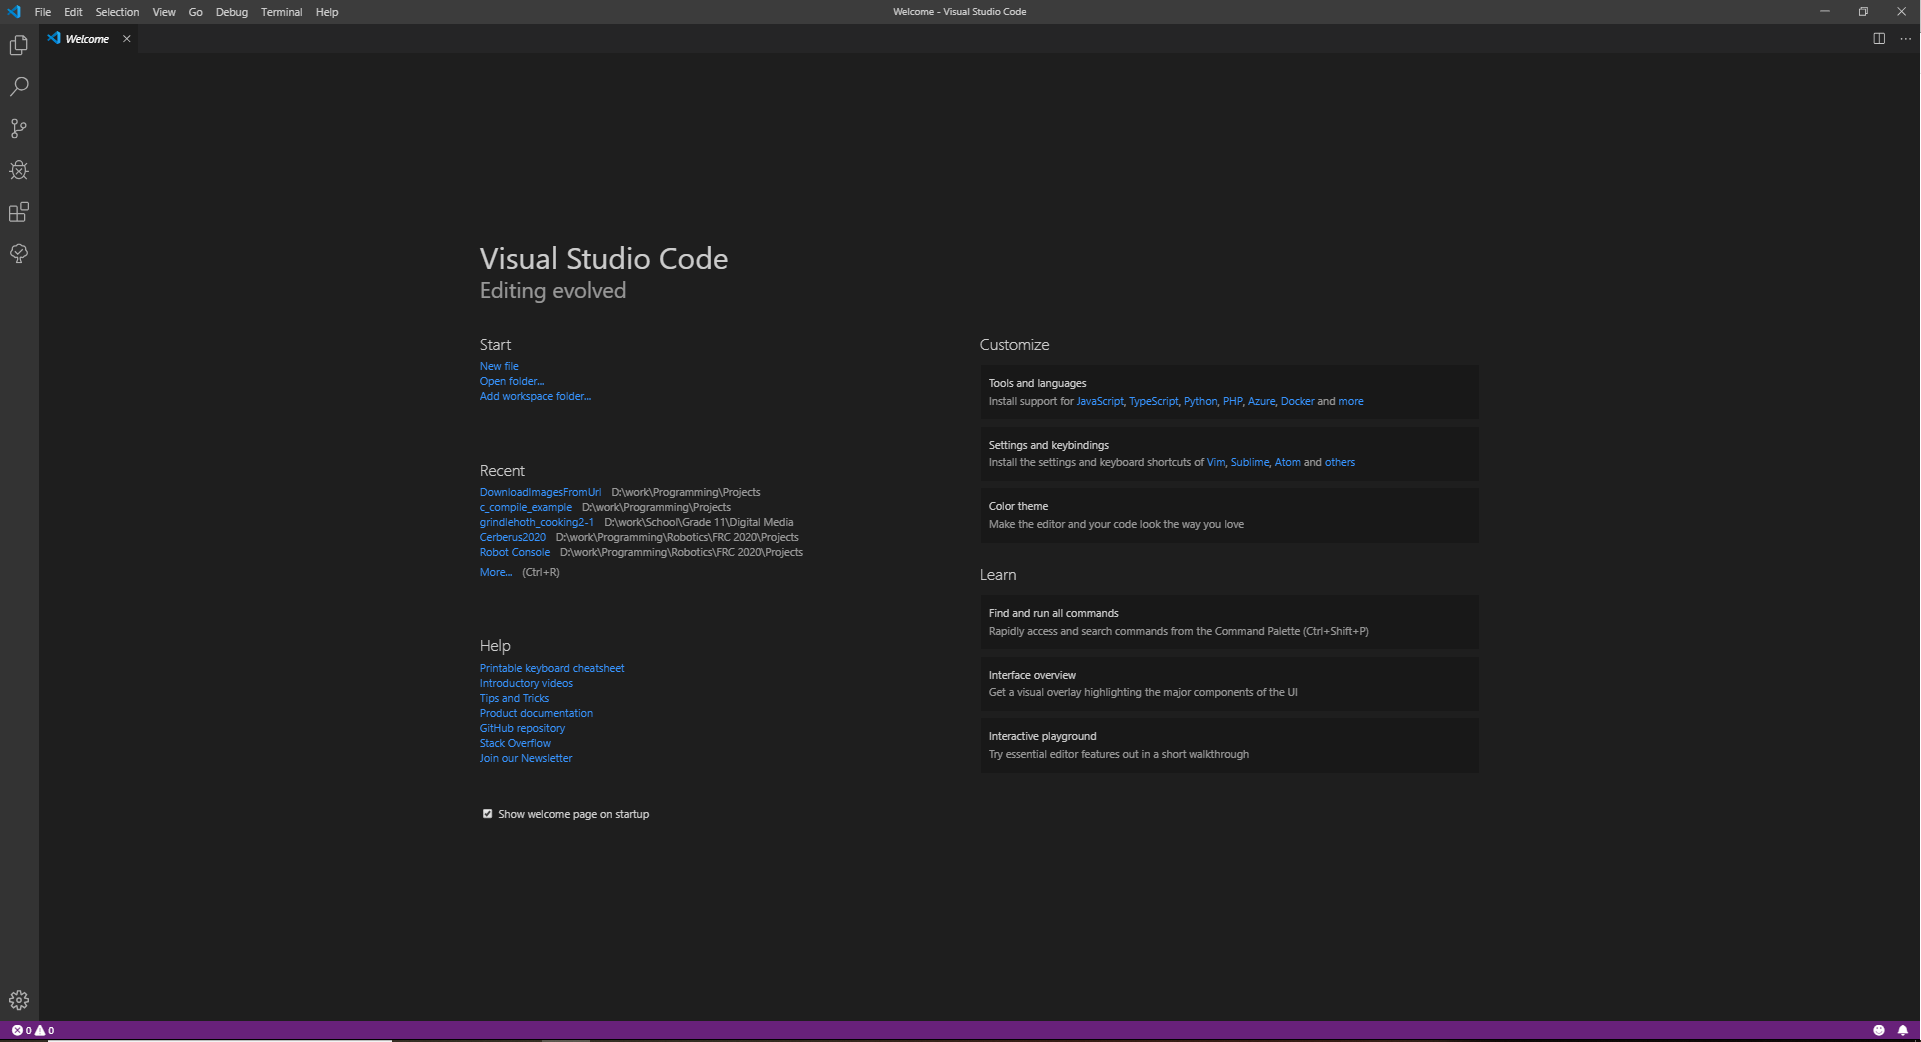 File Edit Selection View Go Debug Terminal Help
Welcome - Visual Studio Code
Welcome
Visual Studio Code
Editing evolved
Start
New file
Open folder...
Add workspace folder...
Recent
DownloadImagesFromUrl D:\work\Programming\Projects
c_compile_example D:\work\Programming\Projects
grindlehoth_cooking2-1 D:\work\School\Grade 11\Digital Media
Cerberus2020 D:\work\Programming\Robotics\FRC 2020\Projects
Robot Console D:\work\Programming\Robotics\FRC 2020\Projects
More... (Ctrl+R)
Help
Printable keyboard cheatsheet
Introductory videos
Tips and Tricks
Product documentation
GitHub repository
Stack Overflow
Join our Newsletter
Show welcome page on startup
Customize
Tools and languages
Install support for JavaScript, TypeScript, Python, PHP, Azure, Docker and more
Settings and keybindings
Install the settings and keyboard shortcuts of Vim, Sublime, Atom and others
Color theme
Make the editor and your code look the way you love
Learn
Find and run all commands
Rapidly access and search commands from the Command Palette (Ctrl+Shift+P)
Interface overview
Get a visual overlay highlighting the major components of the UI
Interactive playground
Try essential editor features out in a short walkthrough
0 0